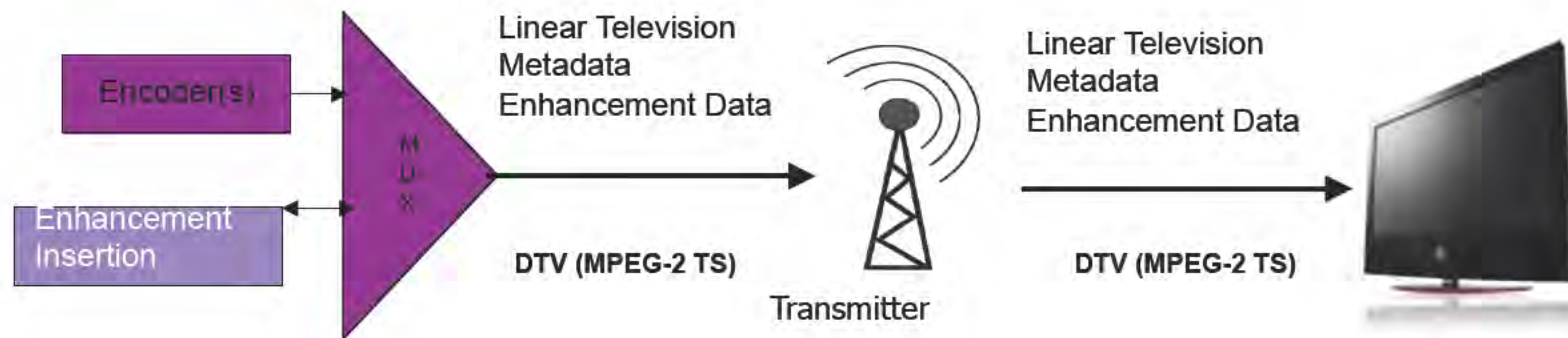 Encoder(s)
Enhancement
Insertion
M
U
X
Linear Television
Metadata
Enhancement Data
DTV (MPEG-2 TS)
Transmitter
Linear Television
Metadata
Enhancement Data
DTV (MPEG-2 TS)